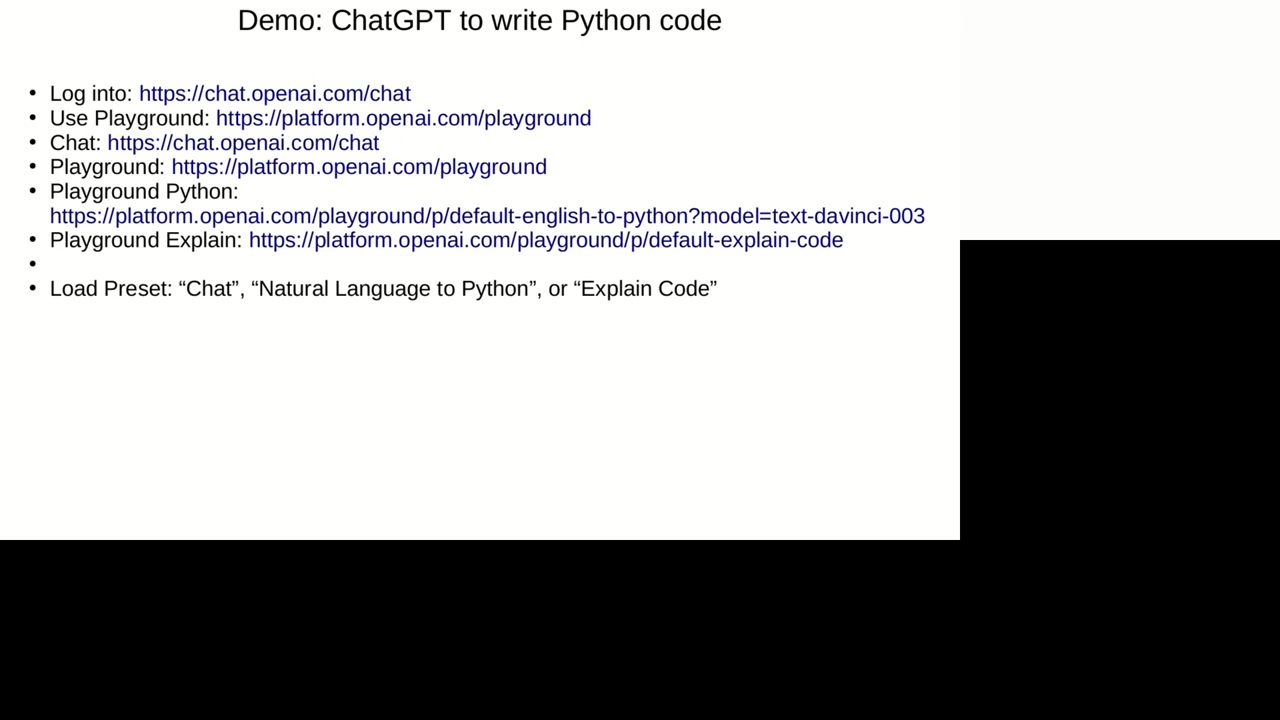 Demo: ChatGPT to write Python code
• Log into: https://chat.openai.com/chat
• Use Playground: https://platform.openai.com/playground
• Chat: https://chat.openai.com/chat
• Playground: https://platform.openai.com/playground
• Playground Python:
https://platform.openai.com/playground/p/default-english-to-python?model=text-davinci-003
• Playground Explain: https://platform.openai.com/playground/p/default-explain-code
•
• Load Preset: “Chat”, “Natural Language to Python”, or “Explain Code”